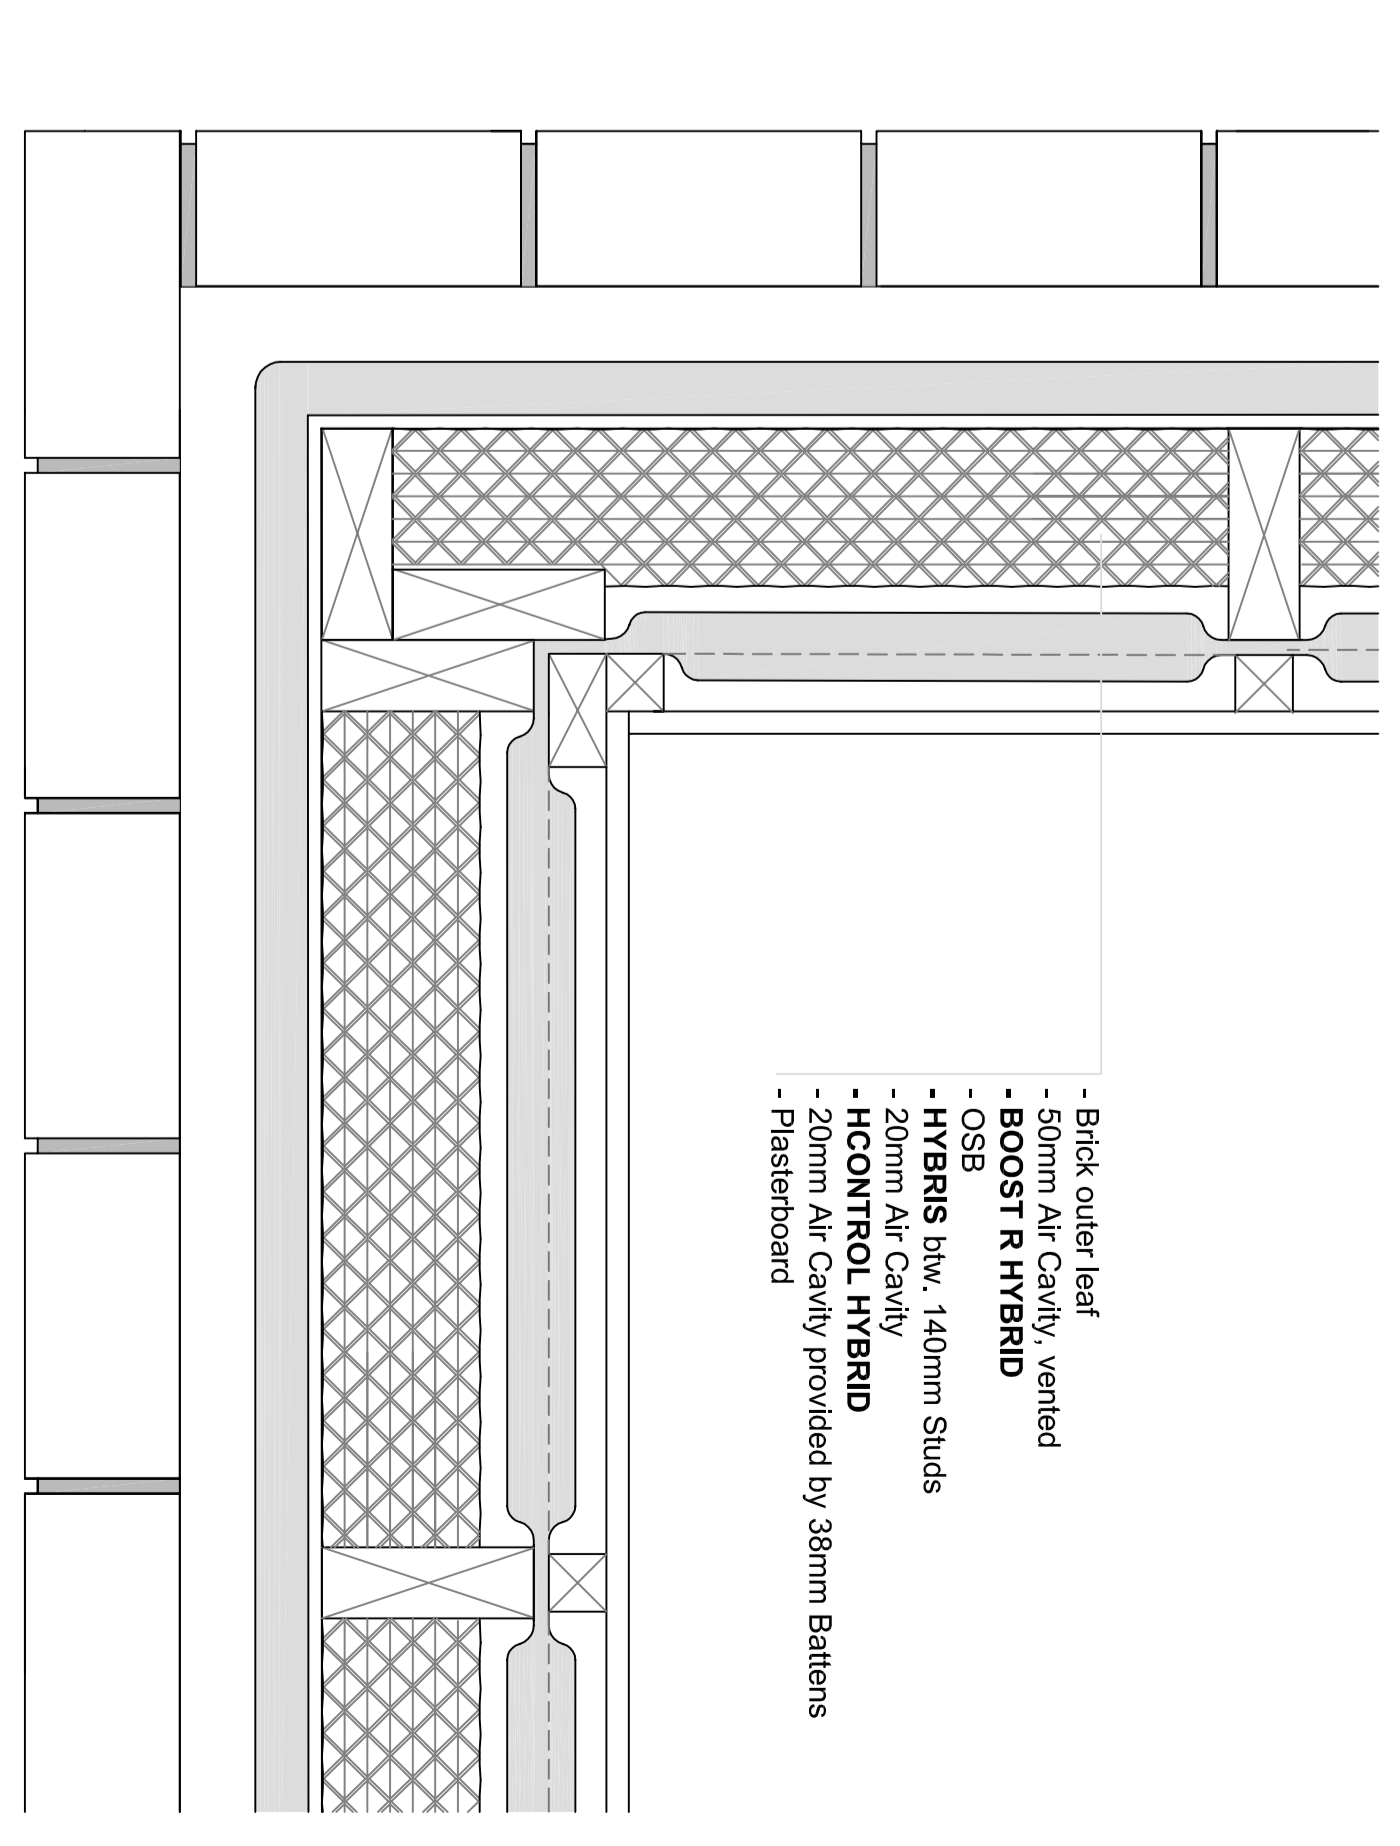 - Brick outer leaf
- 50mm Air Cavity, vented
- BOOST R HYBRID
- OSB
- HYBRIS btw. 140mm Studs
- 20mm Air Cavity
- HCONTROL HYBRID
- 20mm Air Cavity provided by 38mm Battens
- Plasterboard